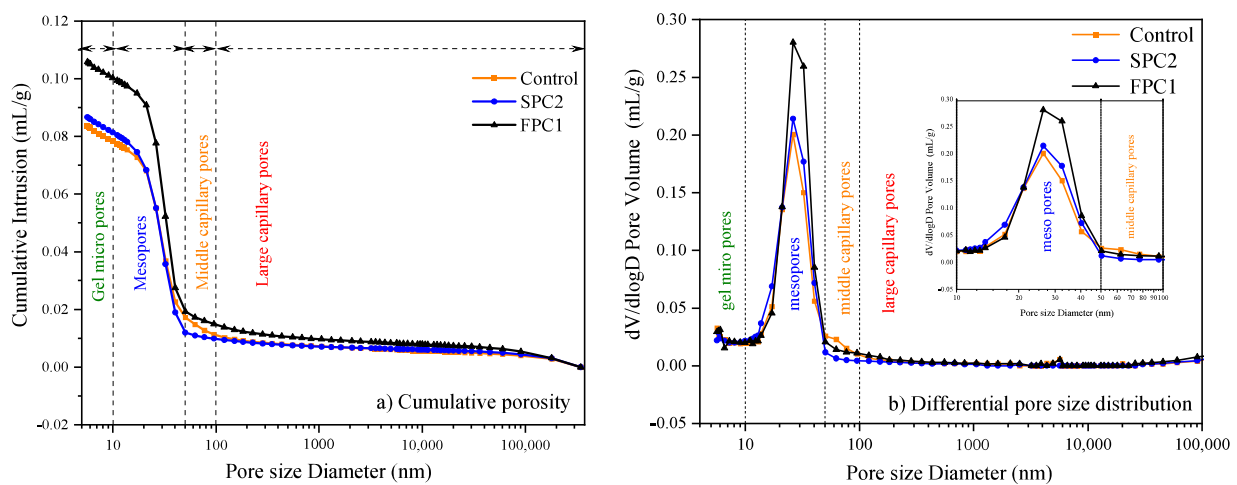 0.12
0.10
0.08
0.06
0.04
0.02
0.00
-0.02
Cumulative Intrusion (mL/g)
Gel micro pores
Mesopores
Middle capillary pores
Large capillary pores
Control
SPC2
FPC1
a) Cumulative porosity
10
100
1000
10,000
100,000
Pore size Diameter (nm)
0.30
0.25
0.20
0.15
0.10
0.05
0.00
-0.05
dV/dlogD Pore Volume (mL/g)
gel miro pores
mesopores
middle capillary pores
large capillary pores
Control
SPC2
FPC1
0.30
0.25
0.20
0.15
0.10
0.05
0.00
-0.05
dV/dlogD Pore Volume (mL/g)
meso pores
middle capillary pores
10
20
30
40
50
60
70
80
90
100
Pore size Diameter (nm)
b) Differential pore size distribution
10
100
1000
10,000
100,000
Pore size Diameter (nm)